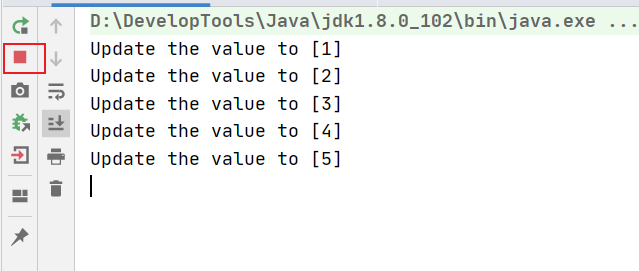 D:\DevelopTools\Java\jdk1.8.0_102\bin\java.exe ...
Update the value to [1]
Update the value to [2]
Update the value to [3]
Update the value to [4]
Update the value to [5]